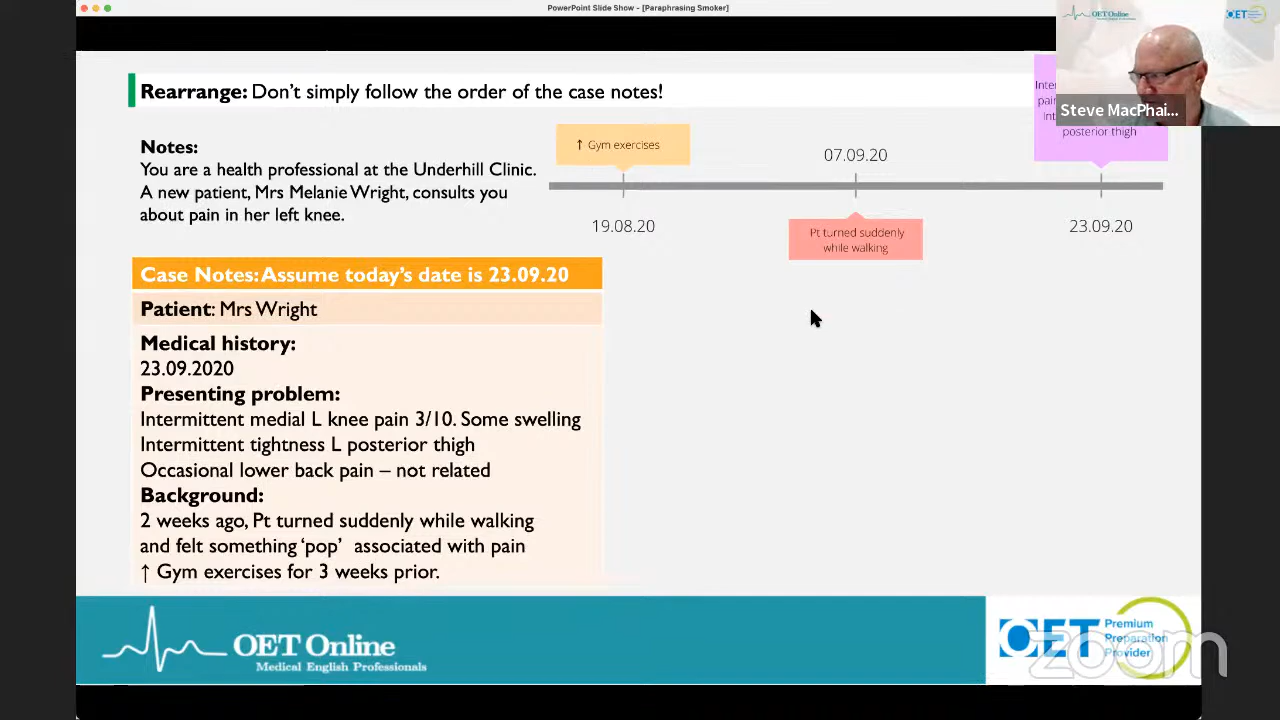 PowerPoint Slide Show - [Paraphrasing Smoker]
OET Online
OET
Steve MacPhai...
Rearrange: Don't simply follow the order of the case notes!
Notes:
You are a health professional at the Underhill Clinic.
A new patient, Mrs Melanie Wright, consults you
about pain in her left knee.
↑ Gym exercises
07.09.20
posterior thigh
19.08.20
Pt turned suddenly
while walking
23.09.20
Case Notes: Assume today's date is 23.09.20
Patient: Mrs Wright
Medical history:
23.09.2020
Presenting problem:
Intermittent medial L knee pain 3/10. Some swelling
Intermittent tightness L posterior thigh
Occasional lower back pain – not related
Background:
2 weeks ago, Pt turned suddenly while walking
and felt something 'pop' associated with pain
↑ Gym exercises for 3 weeks prior.
OET Online
Medical English Professionals
OET
Premium
Preparation
Provider
zoom